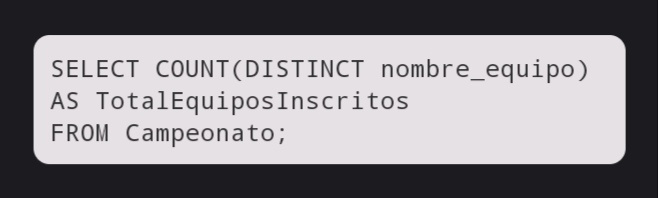 SELECT COUNT(DISTINCT nombre_equipo)
AS TotalEquiposInscritos
FROM Campeonato;